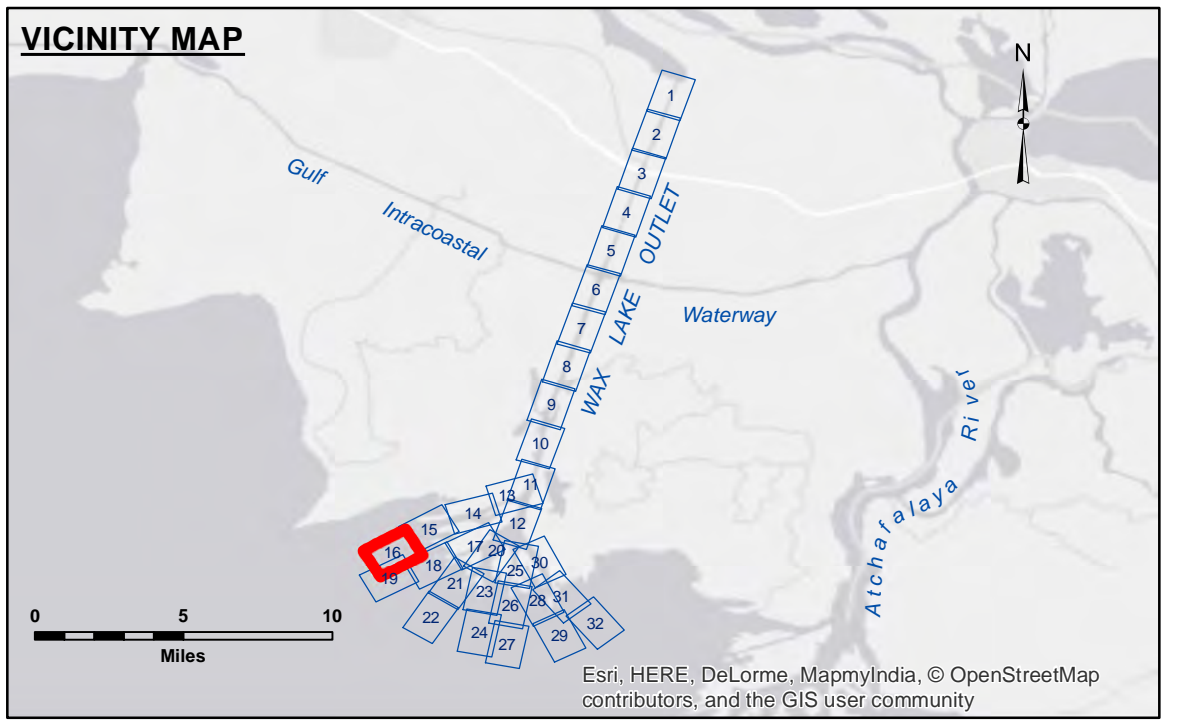 VICINITY MAP
N
1
2
3
4
5
6
7
8
9
10
11
12
13
14
15
16
17
18
19
20
21
22
23
24
25
26
27
28
29
30
31
32
Gulf
Intracoastal
Waterway
WAX LAKE OUTLET
Atchafalaya River
0 5 10
Miles
Esri, HERE, DeLorme, MapmyIndia, © OpenStreetMap
contributors, and the GIS user community